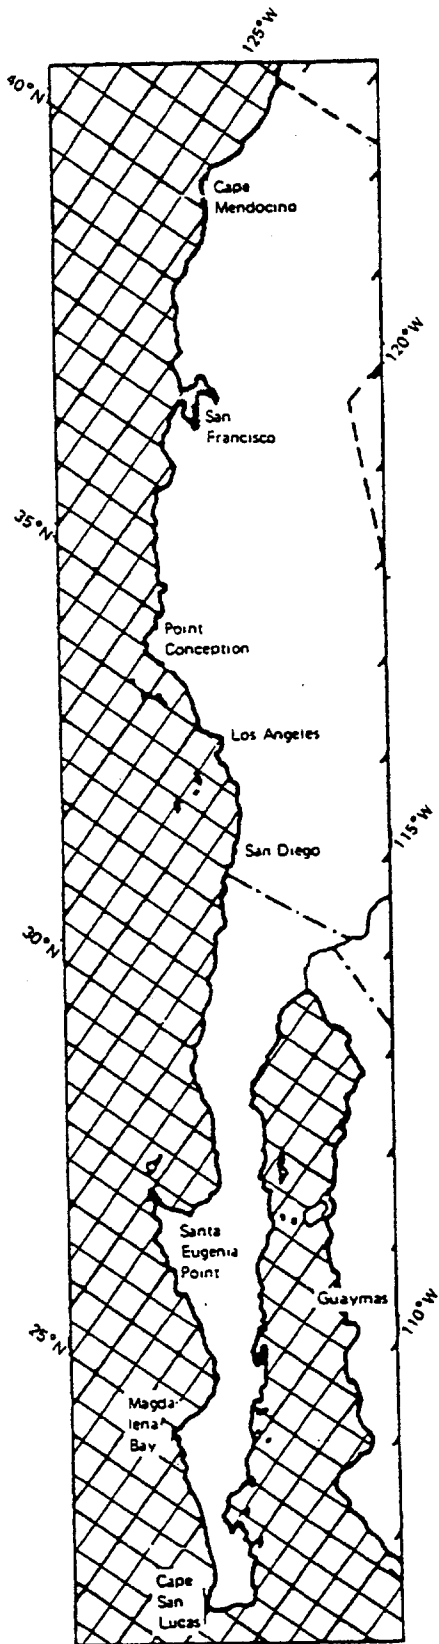 125°W
40°N
Cape
Mendocino
120°W
San
Francisco
35°N
Point
Conception
Los Angeles
115°W
San Diego
30°N
Santa
Eugenia
Point
Guaymas
110°W
25°N
Magda-
lena
Bay
Cape
San
Lucas